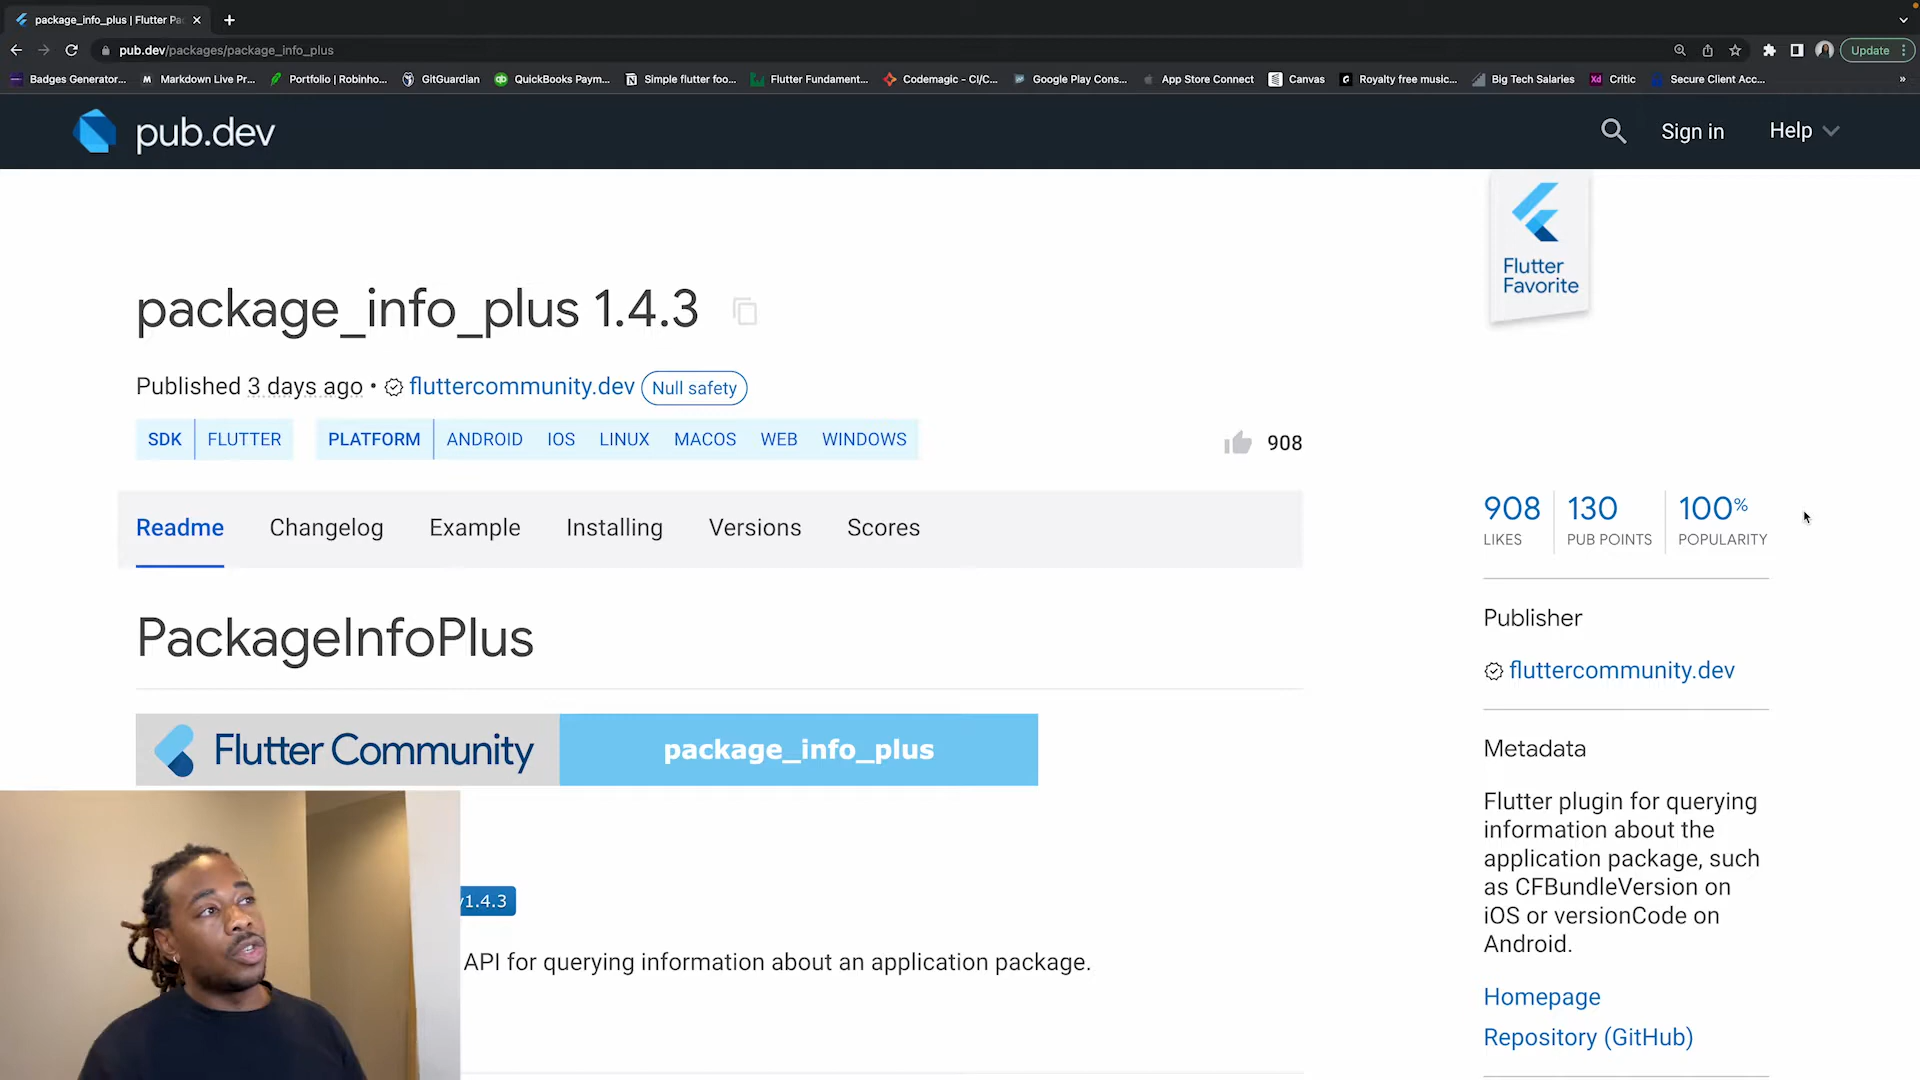 package_info_plus | Flutter Pa
pub.dev/packages/package_info_plus
Update
Badges Generator...
Markdown Live Pr...
Portfolio | Robinho...
GitGuardian
QuickBooks Paym...
Simple flutter foo...
Flutter Fundament...
Codemagic - CI/C...
Google Play Cons...
App Store Connect
Canvas
Royalty free music...
Big Tech Salaries
Xd Critic
Secure Client Acc...
»
pub.dev
Sign in
Help
Flutter
Favorite
package_info_plus 1.4.3
Published 3 days ago • fluttercommunity.dev Null safety
SDK FLUTTER PLATFORM ANDROID IOS LINUX MACOS WEB WINDOWS
908
Readme Changelog Example Installing Versions Scores
908 130 100%
LIKES PUB POINTS POPULARITY
PackageInfoPlus
Flutter Community package_info_plus
v1.4.3
API for querying information about an application package.
Publisher
fluttercommunity.dev
Metadata
Flutter plugin for querying
information about the
application package, such
as CFBundleVersion on
iOS or versionCode on
Android.
Homepage
Repository (GitHub)